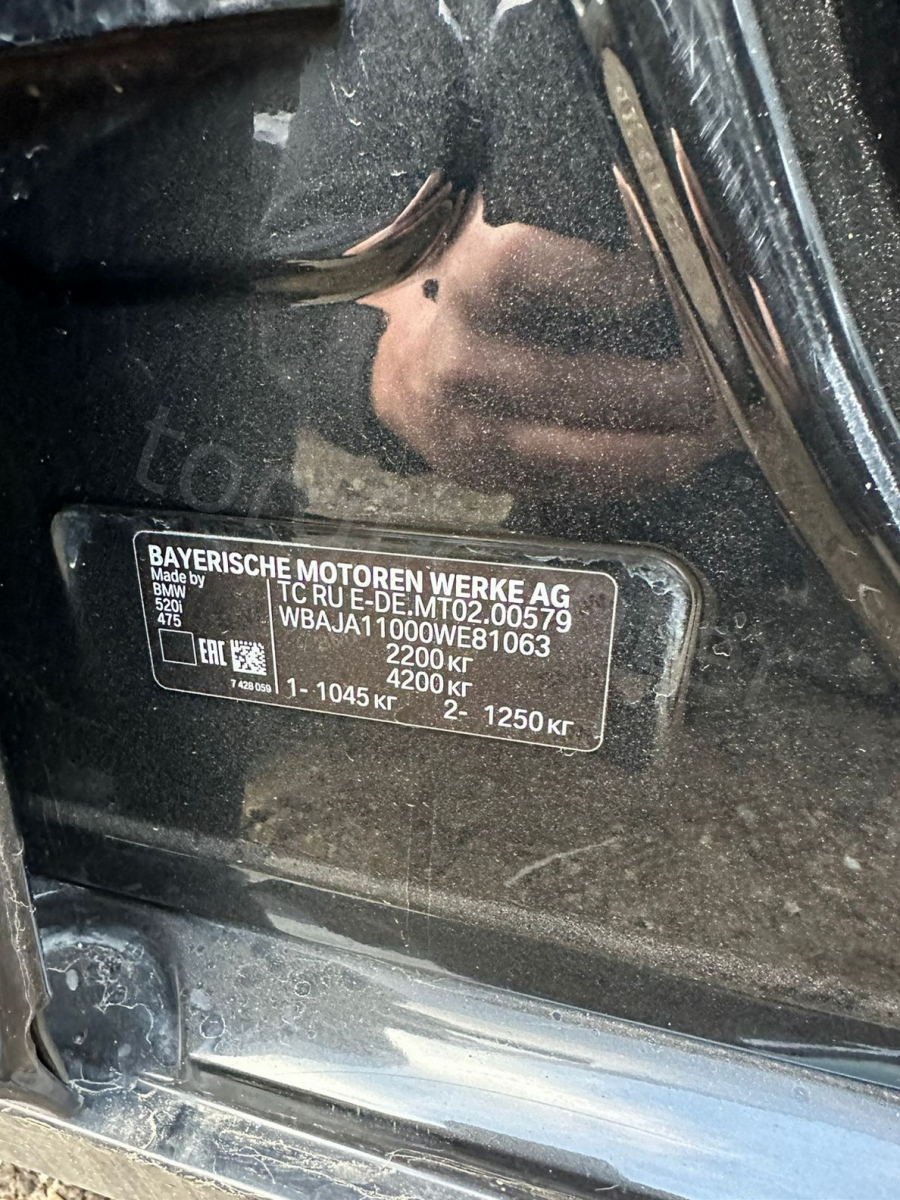 BAYERISCHE MOTOREN WERKE AG
Made by
BMW
520i
475
EAC
7 428 059
TC RU E-DE.MT02.00579
WBAJA11000WE81063
2200 кг
4200 кг
1- 1045 кг 2- 1250 кг